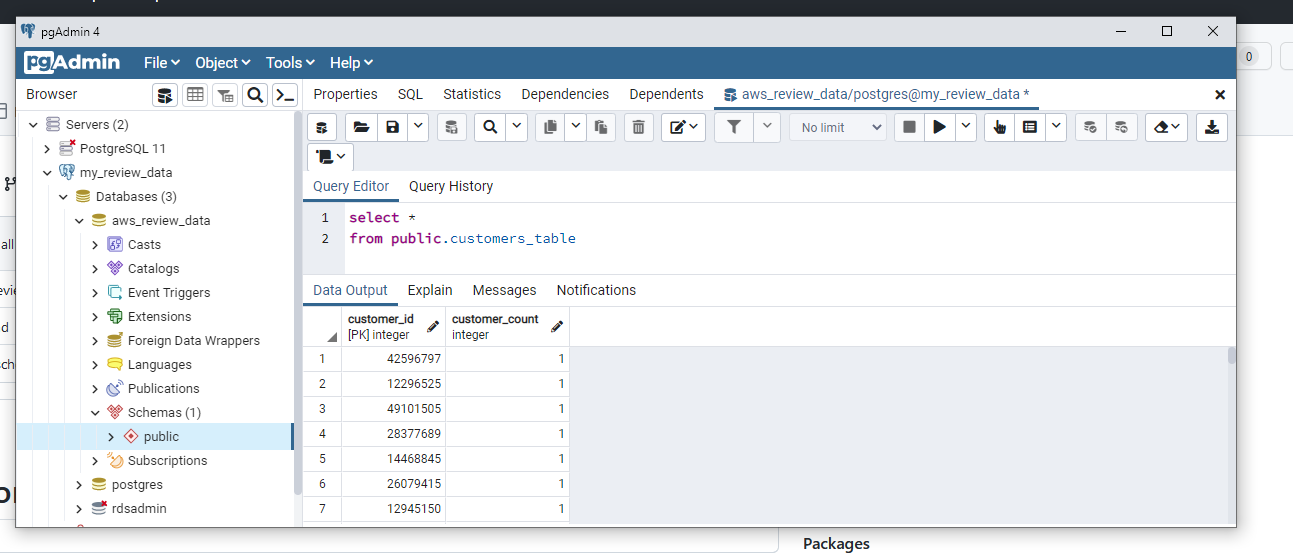 pgAdmin 4
pgAdmin File Object Tools Help
0
Browser
Properties SQL Statistics Dependencies Dependents aws_review_data/postgres@my_review_data *
Servers (2)
No limit
PostgreSQL 11
my_review_data
Query Editor Query History
Databases (3)
1 select *
aws_review_data
2 from public.customers_table
all
Casts
Catalogs
Data Output Explain Messages Notifications
Event Triggers
customer_id customer_count
Extensions
[PK] integer integer
d
Foreign Data Wrappers
1 42596797 1
Languages
2 12296525 1
Publications
3 49101505 1
Schemas (1)
4 28377689 1
public
5 14468845 1
Subscriptions
6 26079415 1
postgres
7 12945150 1
rdsadmin
Packages